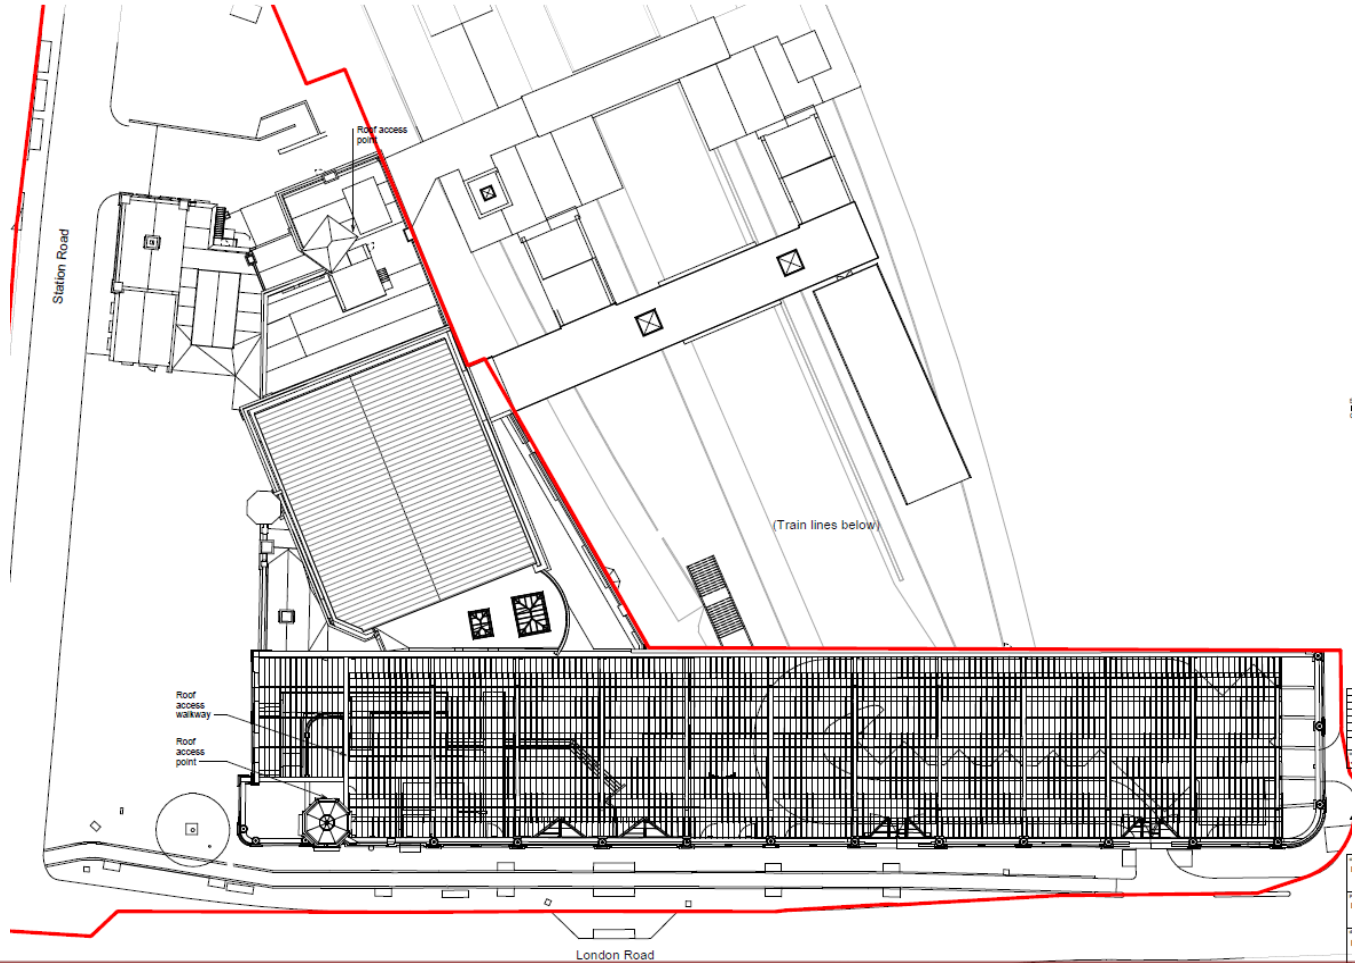 Roof access
point
Station Road
(Train lines below)
Roof
access
walkway
Roof
access
point
London Road